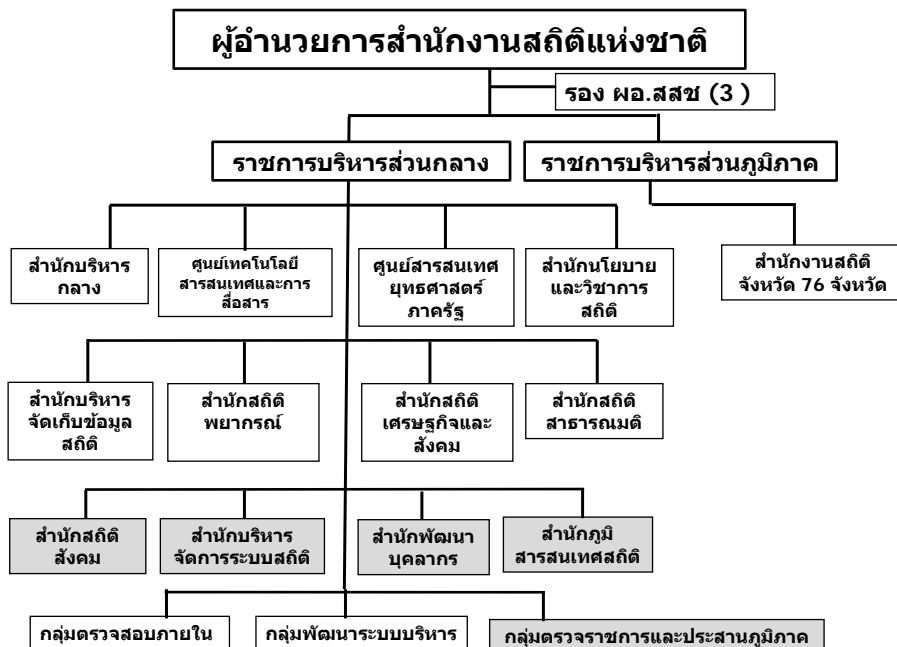 ผู้อำนวยการสำนักงานสถิติแห่งชาติ
รอง ผอ.สสช (3 )
ราชการบริหารส่วนกลาง
ราชการบริหารส่วนภูมิภาค
สำนักบริหาร
กลาง
ศูนย์เทคโนโลยี
สารสนเทศและการ
สื่อสาร
ศูนย์สารสนเทศ
ยุทธศาสตร์
ภาครัฐ
สำนักนโยบาย
และวิชาการ
สถิติ
สำนักงานสถิติ
จังหวัด 76 จังหวัด
สำนักบริหาร
จัดเก็บข้อมูล
สถิติ
สำนักสถิติ
พยากรณ์
สำนักสถิติ
เศรษฐกิจและ
สังคม
สำนักสถิติ
สาธารณมติ
สำนักสถิติ
สังคม
สำนักบริหาร
จัดการระบบสถิติ
สำนักพัฒนา
บุคลากร
สำนักภูมิ
สารสนเทศสถิติ
กลุ่มตรวจสอบภายใน
กลุ่มพัฒนาระบบบริหาร
กลุ่มตรวจราชการและประสานภูมิภาค